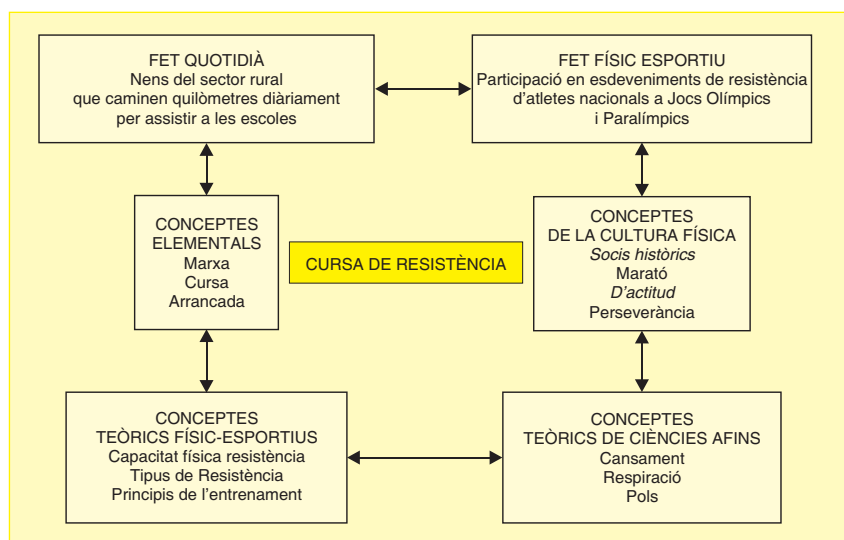 FET QUOTIDIÀ
Nens del sector rural
que caminen quilòmetres diàriament
per assistir a les escoles
FET FÍSIC ESPORTIU
Participació en esdeveniments de resistència
d’atletes nacionals a Jocs Olímpics
i Paralímpics
CONCEPTES
ELEMENTALS
Marxa
Cursa
Arrancada
CURSA DE RESISTÈNCIA
CONCEPTES
DE LA CULTURA FÍSICA
Socis històrics
Marató
D’actitud
Perseverància
CONCEPTES
TEÒRICS FÍSIC-ESPORTIUS
Capacitat física resistència
Tipus de Resistència
Principis de l’entrenament
CONCEPTES
TEÒRICS DE CIÈNCIES AFINS
Cansament
Respiració
Pols